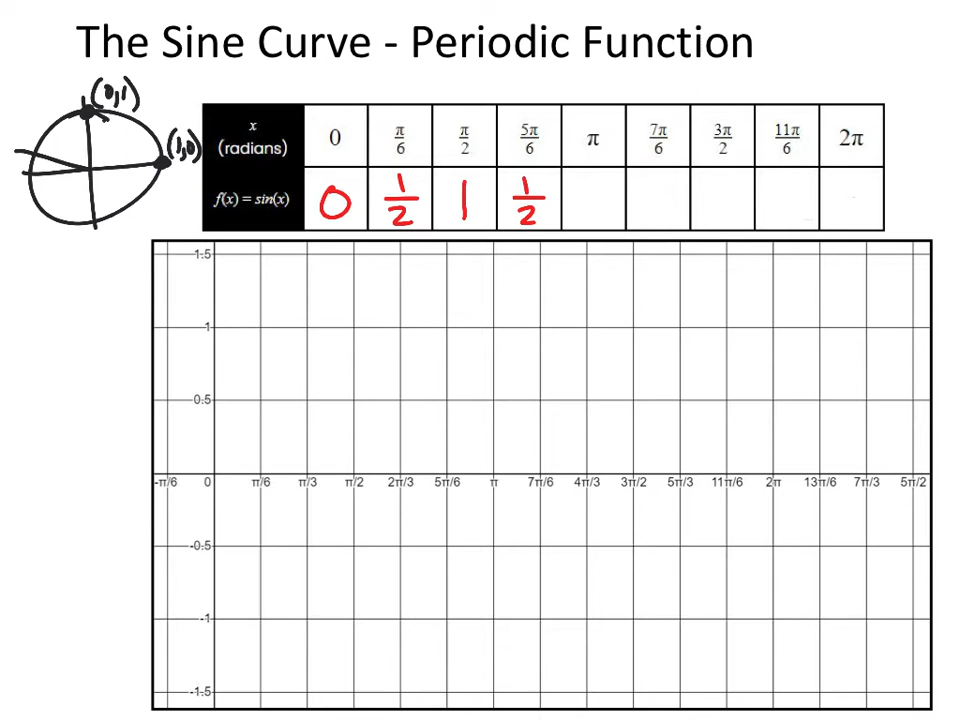 The Sine Curve - Periodic Function
(0,1)
(1,0)
x (radians) 0 π/6 π/2 5π/6 π 7π/6 3π/2 11π/6 2π
f(x) = sin(x) 0 1/2 1 1/2
1.5
1
0.5
-π/6 0 π/6 π/3 π/2 2π/3 5π/6 π 7π/6 4π/3 3π/2 5π/3 11π/6 2π 13π/6 7π/3 5π/2
-0.5
-1
-1.5